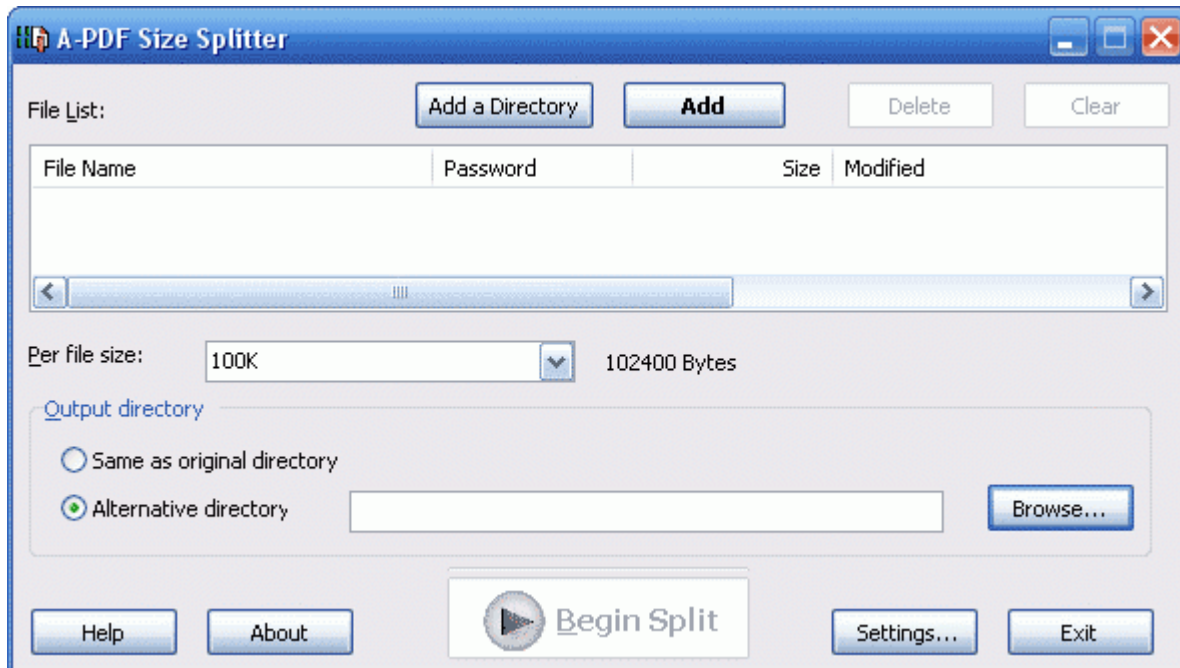 A-PDF Size Splitter
File List: Add a Directory Add Delete Clear
File Name Password Size Modified
Per file size: 100K 102400 Bytes
Output directory
Same as original directory
Alternative directory Browse...
Help About Begin Split Settings... Exit